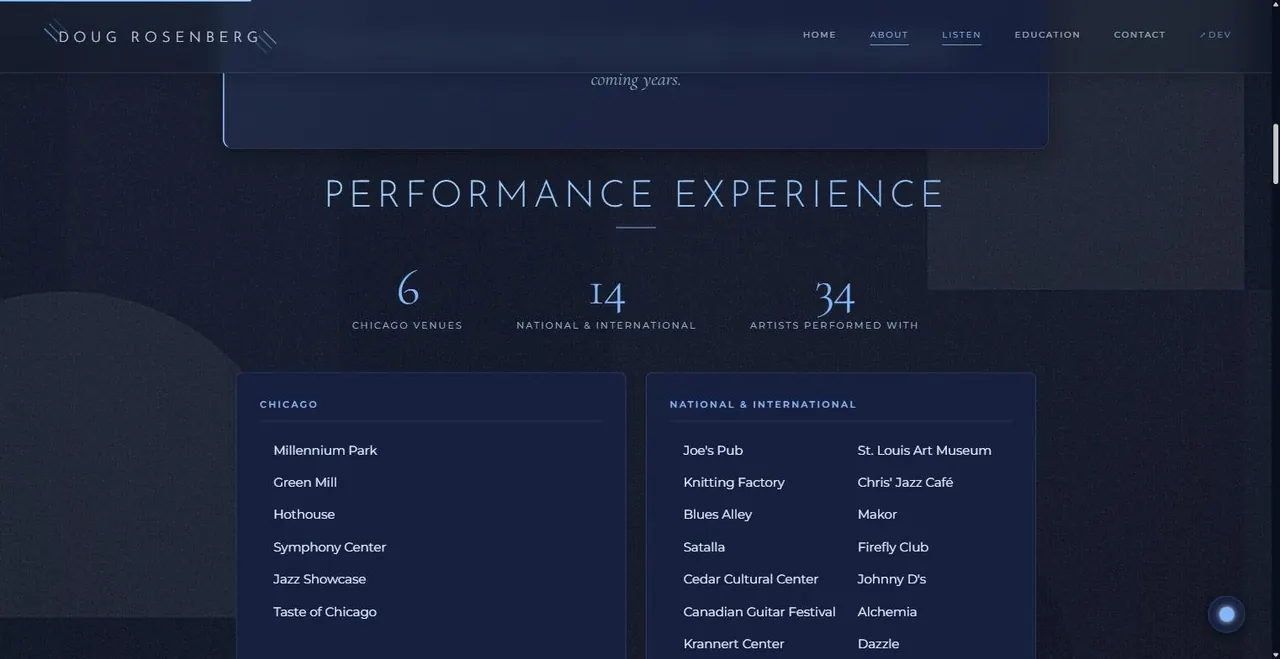 DOUG ROSENBERG
HOME ABOUT LISTEN EDUCATION CONTACT ↗ DEV
coming years.
PERFORMANCE EXPERIENCE
6
CHICAGO VENUES
14
NATIONAL & INTERNATIONAL
34
ARTISTS PERFORMED WITH
CHICAGO
Millennium Park
Green Mill
Hothouse
Symphony Center
Jazz Showcase
Taste of Chicago
NATIONAL & INTERNATIONAL
Joe's Pub
Knitting Factory
Blues Alley
Satalla
Cedar Cultural Center
Canadian Guitar Festival
Krannert Center
St. Louis Art Museum
Chris' Jazz Café
Makor
Firefly Club
Johnny D's
Alchemia
Dazzle